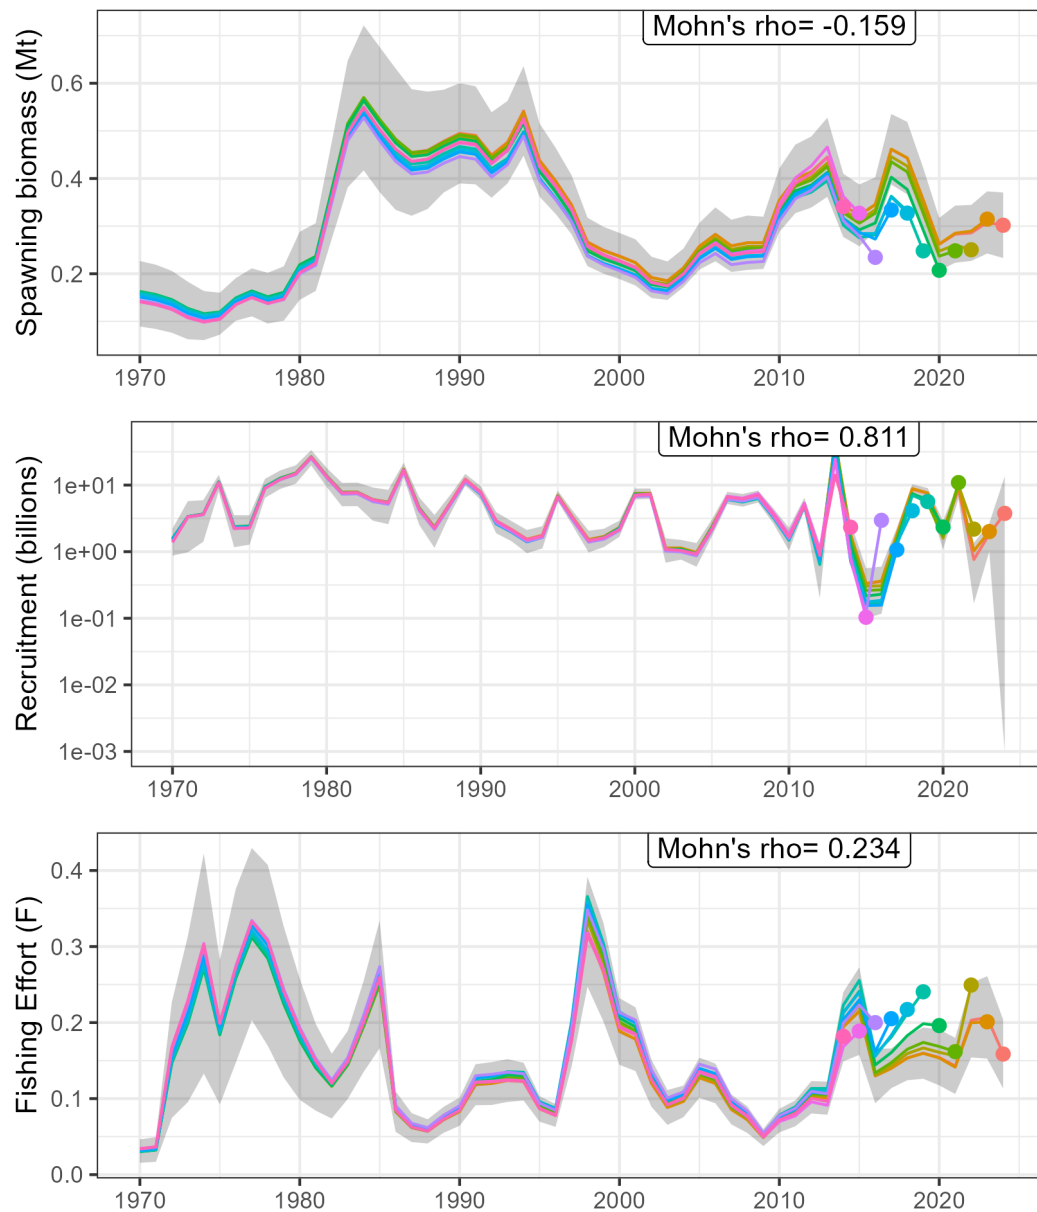 Mohn's rho= -0.159
Spawning biomass (Mt)
0.6
0.4
0.2
1970 1980 1990 2000 2010 2020
Mohn's rho= 0.811
Recruitment (billions)
1e+01
1e+00
1e-01
1e-02
1e-03
1970 1980 1990 2000 2010 2020
Mohn's rho= 0.234
Fishing Effort (F)
0.4
0.3
0.2
0.1
0.0
1970 1980 1990 2000 2010 2020